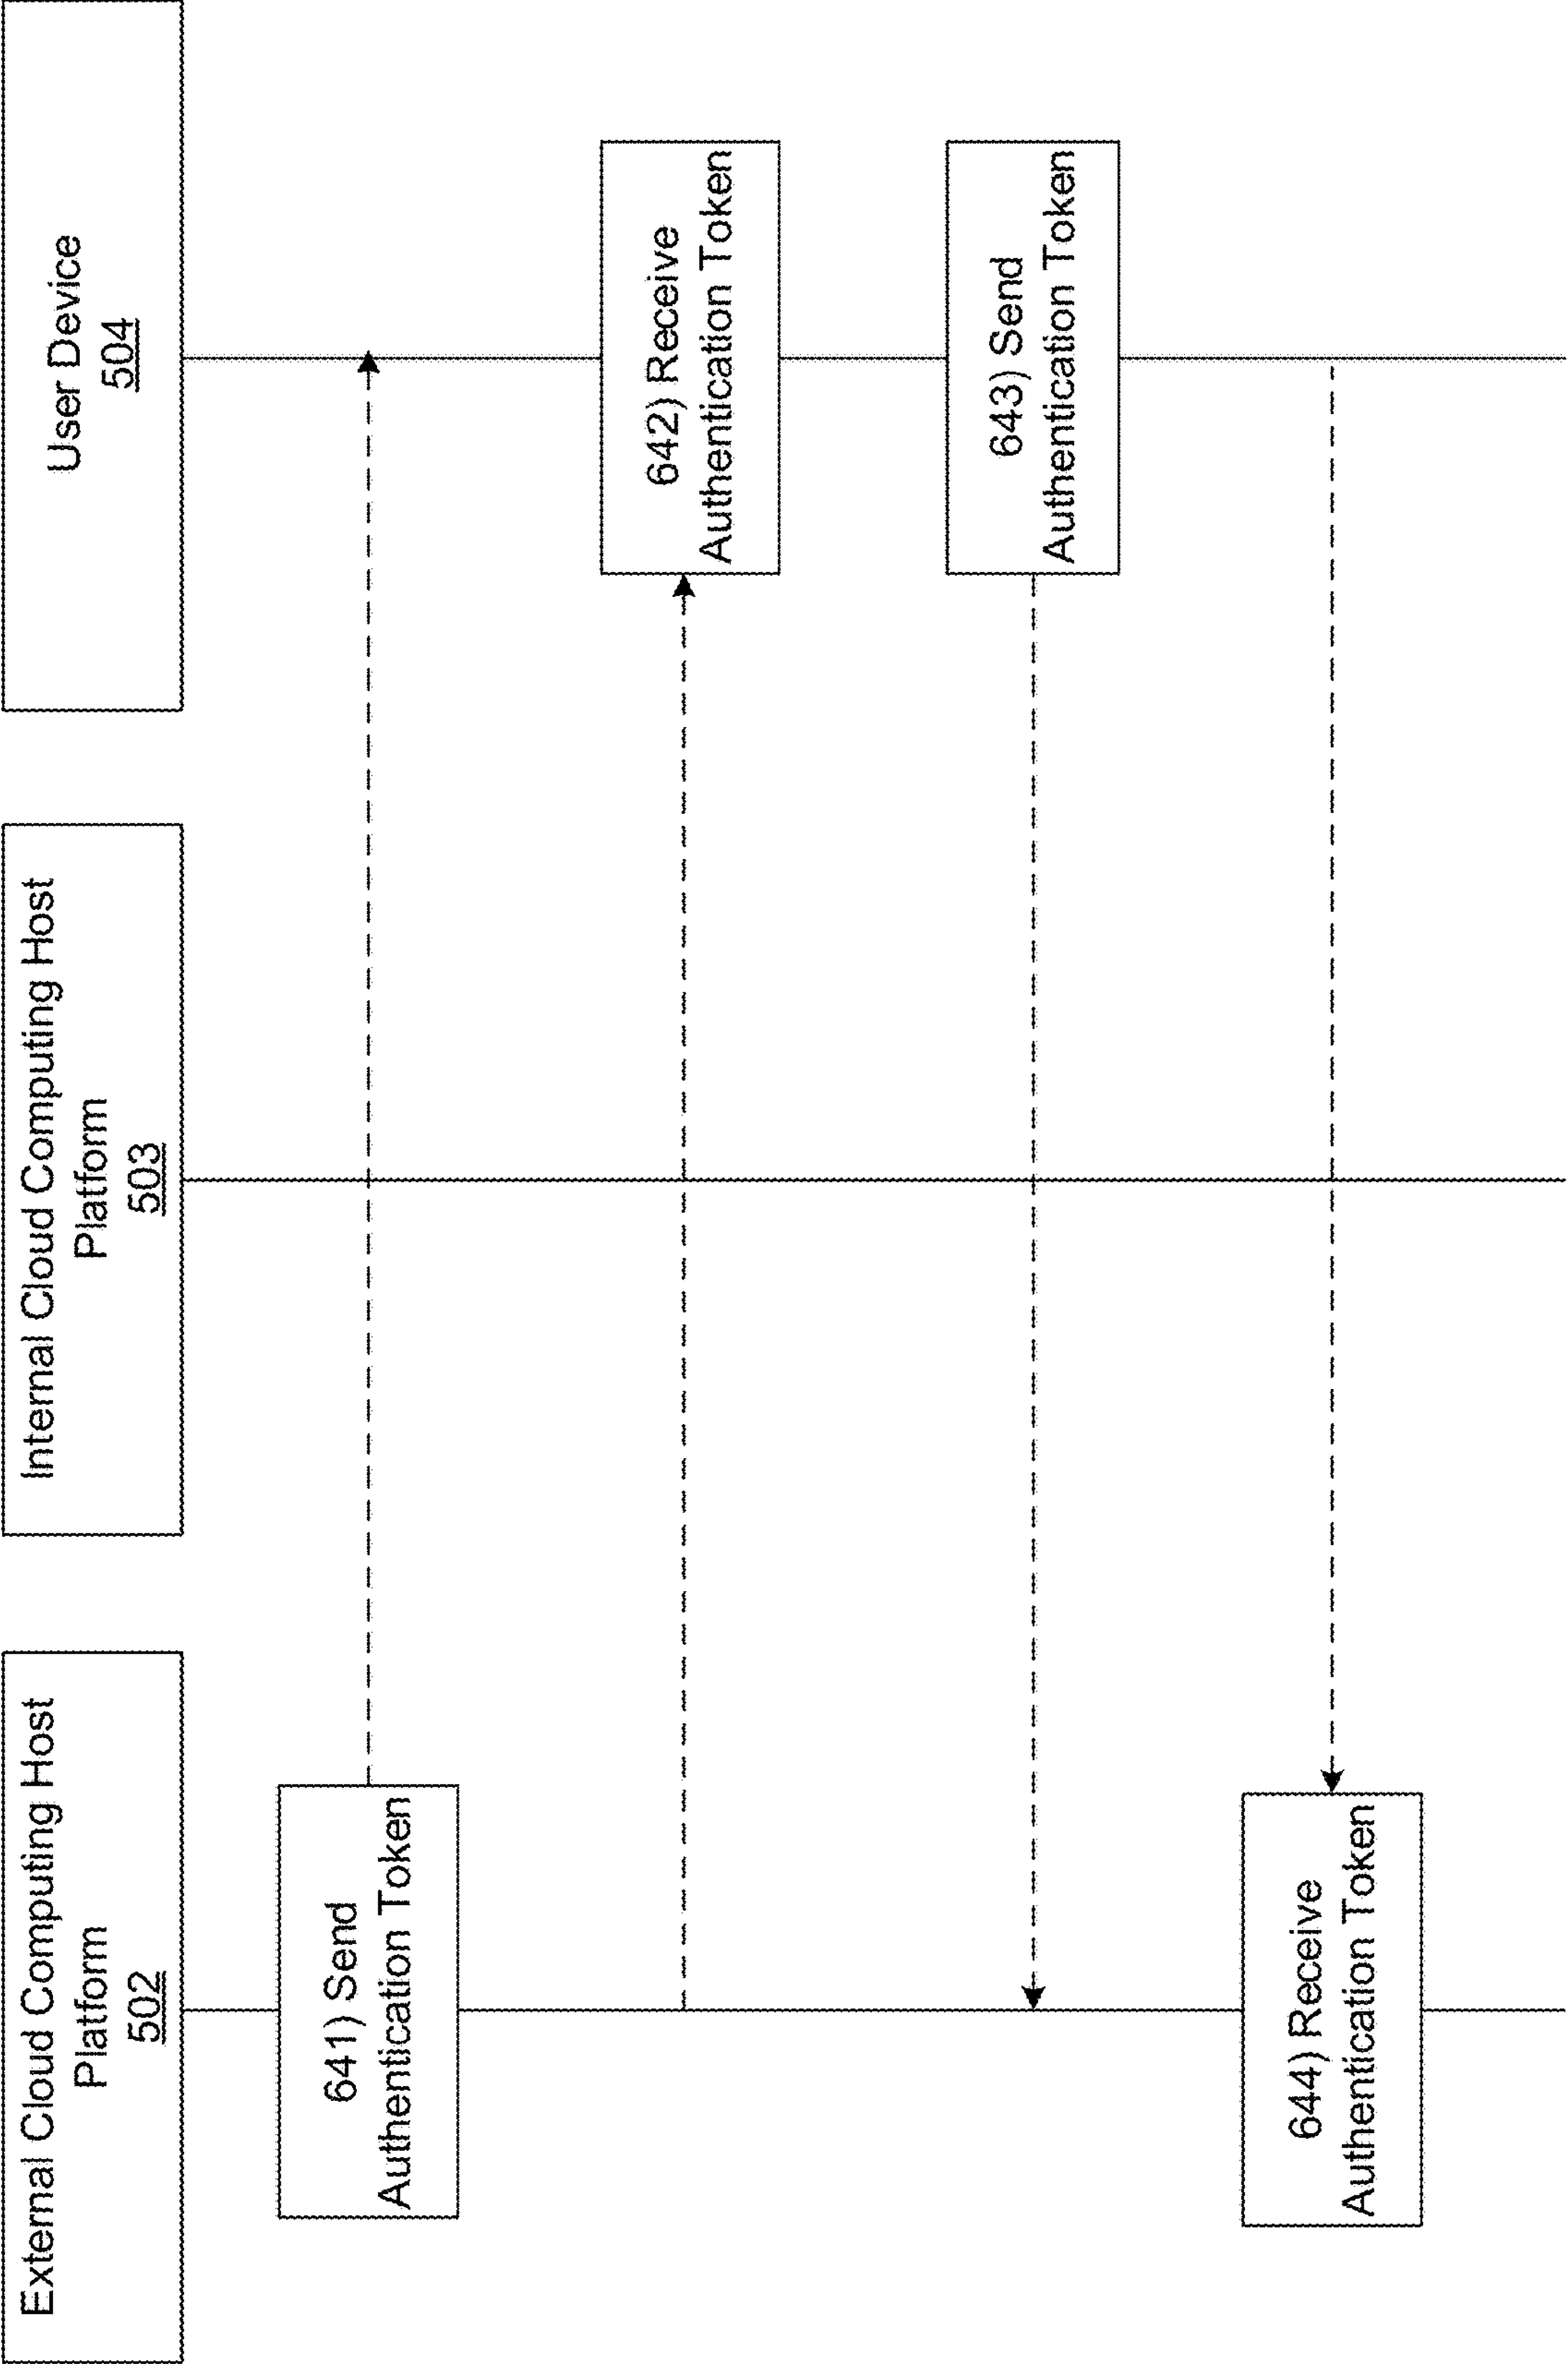 External Cloud Computing Host
Platform
502
Internal Cloud Computing Host
Platform
503
User Device
504
641) Send
Authentication Token
642) Receive
Authentication Token
643) Send
Authentication Token
644) Receive
Authentication Token